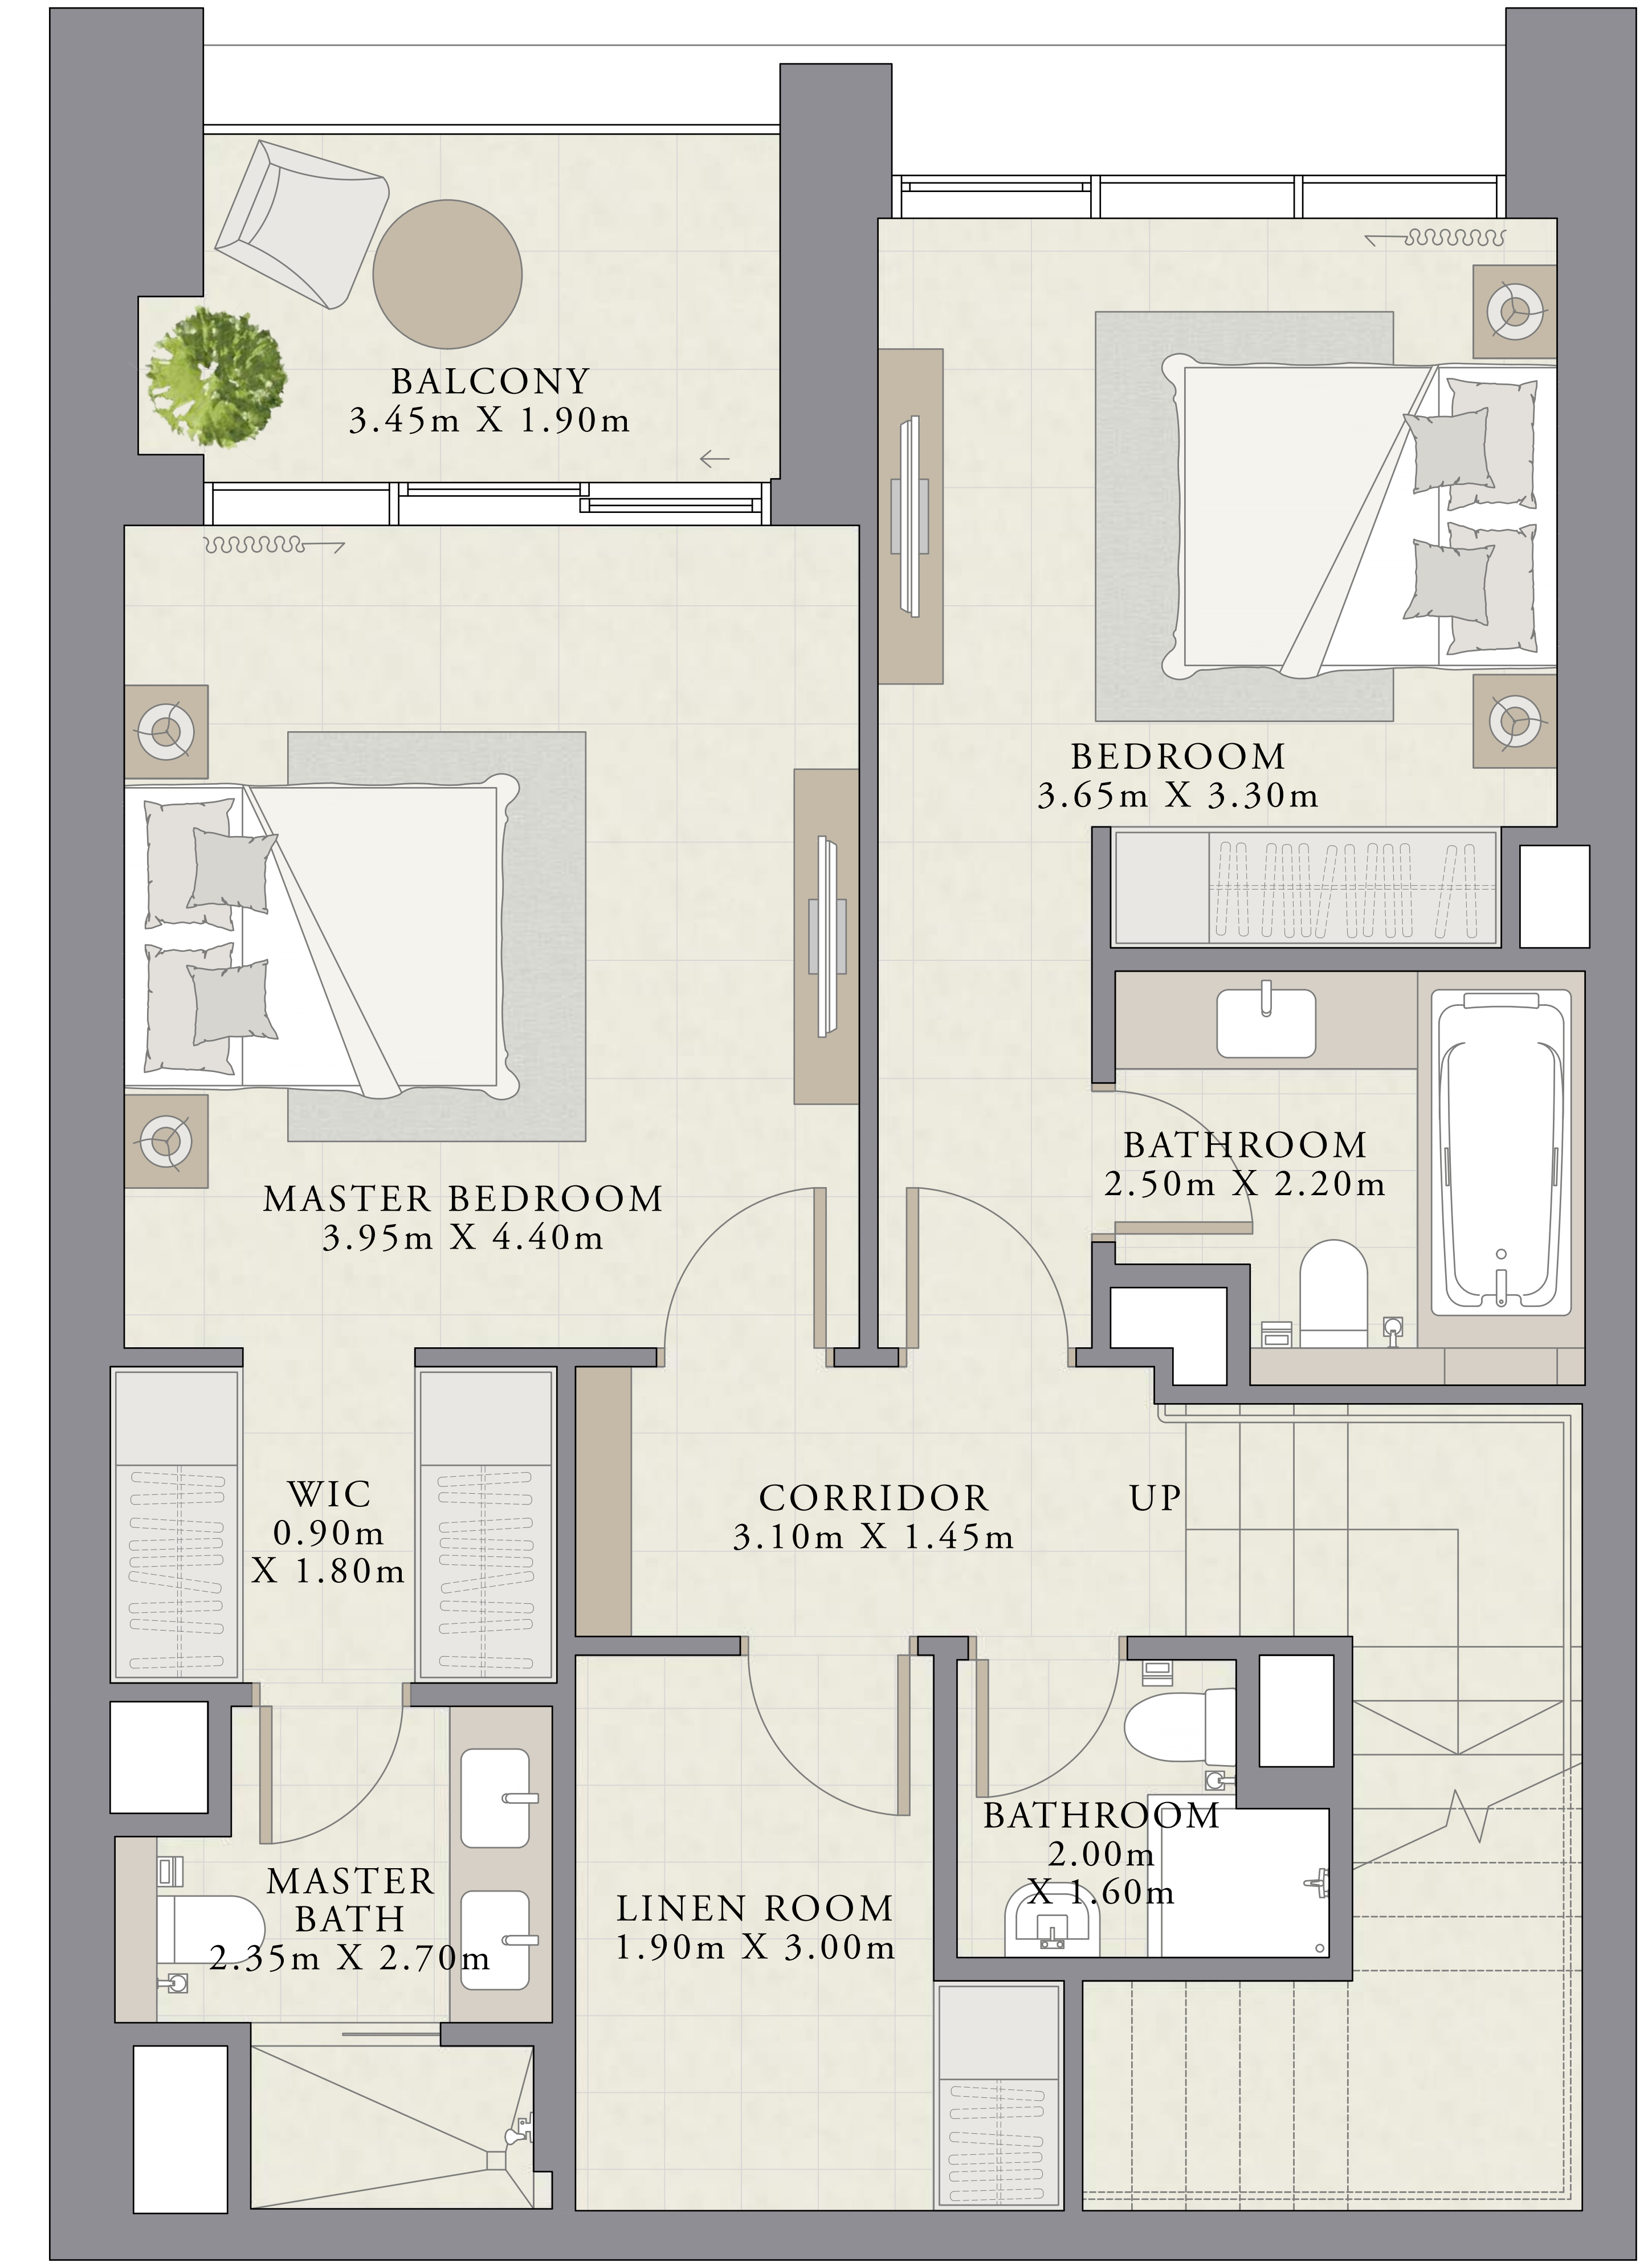 BALCONY
3.45m X 1.90m
BEDROOM
3.65m X 3.30m
BATHROOM
2.50m X 2.20m
MASTER BEDROOM
3.95m X 4.40m
WIC
0.90m
X 1.80m
CORRIDOR
3.10m X 1.45m
UP
BATHROOM
2.00m
X 1.60m
MASTER
BATH
2.35m X 2.70m
LINEN ROOM
1.90m X 3.00m